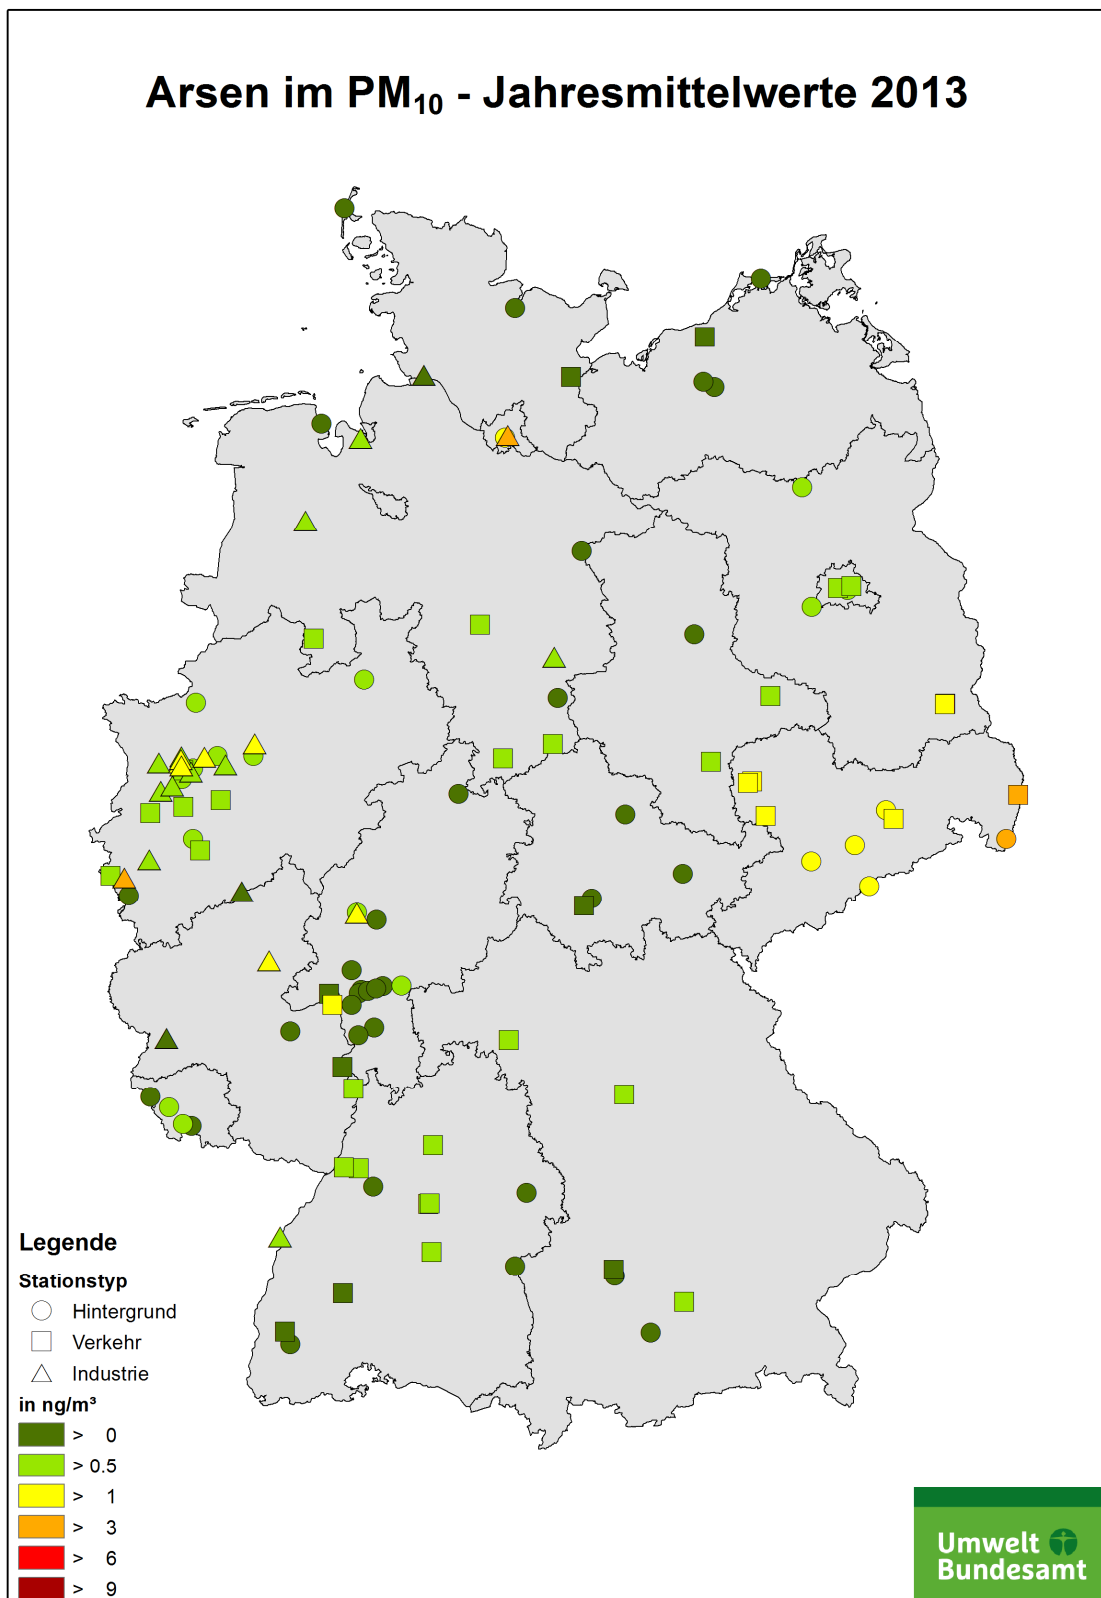 Arsen im PM₁₀ - Jahresmittelwerte 2013
Legende
Stationstyp
Hintergrund
Verkehr
Industrie
in ng/m³
> 0
> 0.5
> 1
> 3
> 6
> 9
Umwelt
Bundesamt